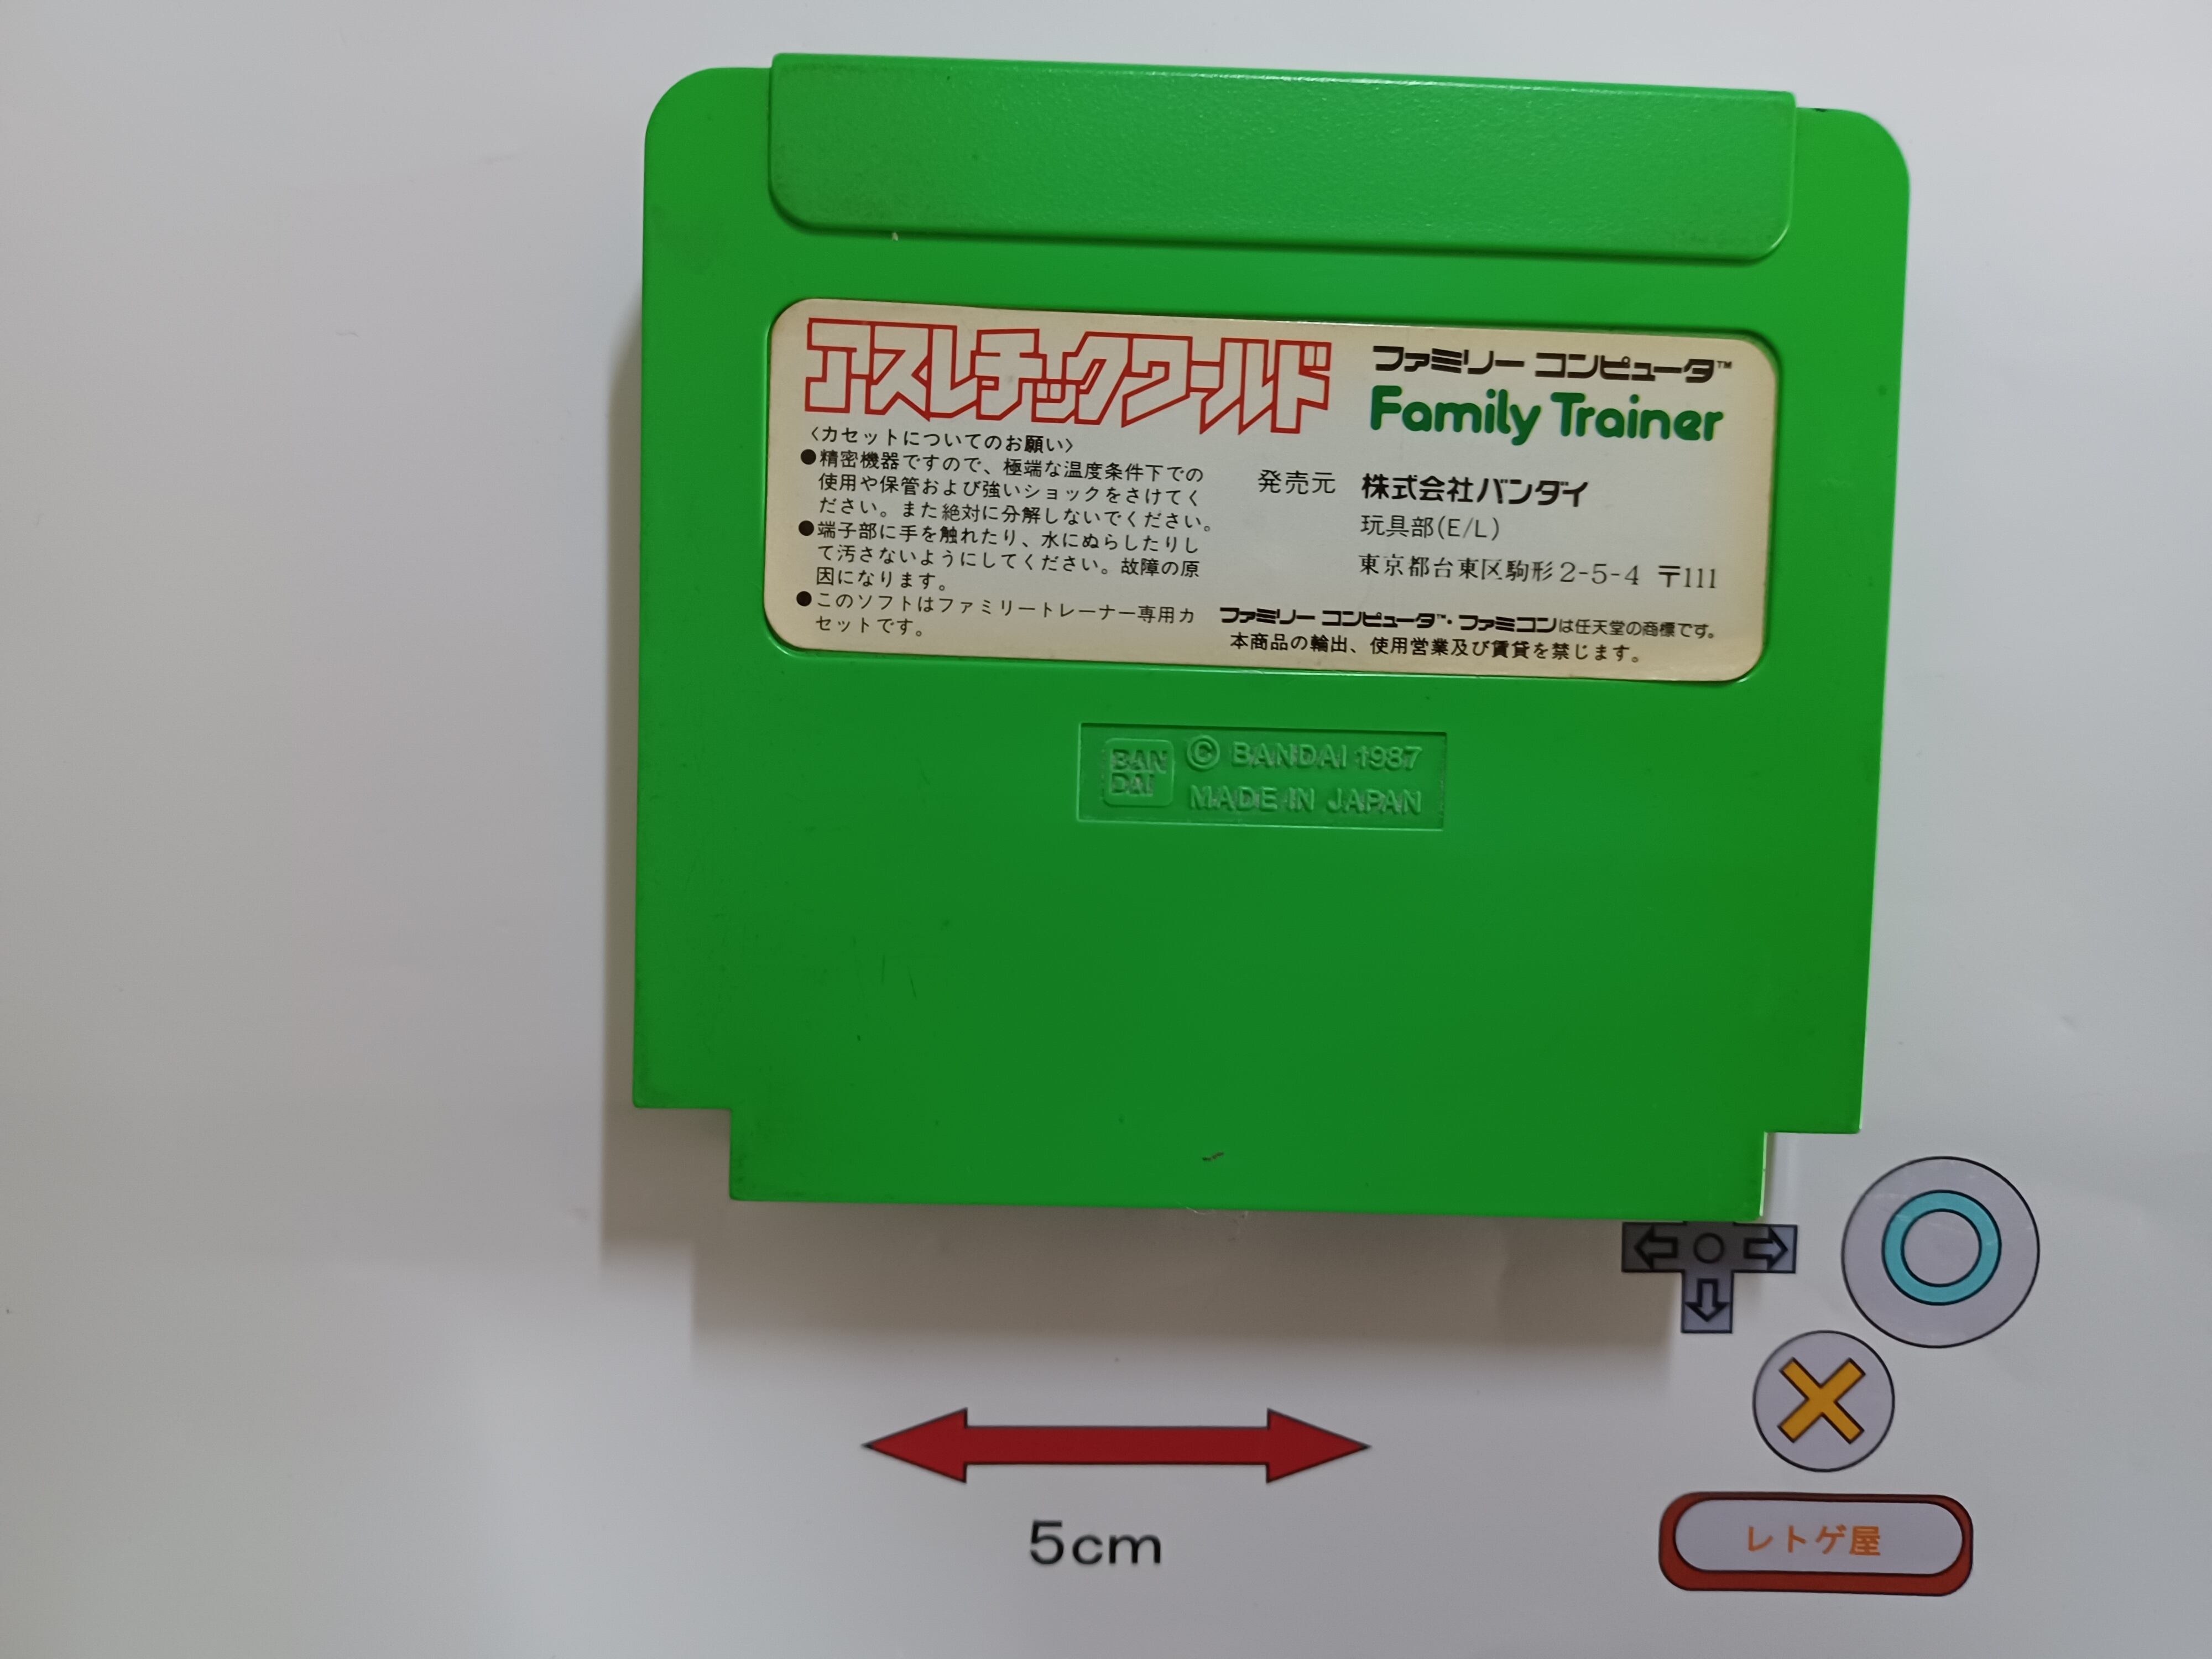 アスレチックワールド
ファミリー コンピュータ™
Family Trainer
〈カセットについてのお願い〉
●精密機器ですので、極端な温度条件下での
使用や保管および強いショックをさけてく
ださい。また絶対に分解しないでください。
●端子部に手を触れたり、水にぬらしたりし
て汚さないようにしてください。故障の原
因になります。
●このソフトはファミリートレーナー専用カ
セットです。
発売元 株式会社バンダイ
玩具部(E/L)
東京都台東区駒形2-5-4 〒111
ファミリー コンピュータ™・ファミコンは任天堂の商標です。
本商品の輸出、使用営業及び賃貸を禁じます。
BAN
DAI
© BANDAI 1987
MADE IN JAPAN
5cm
レトゲ屋